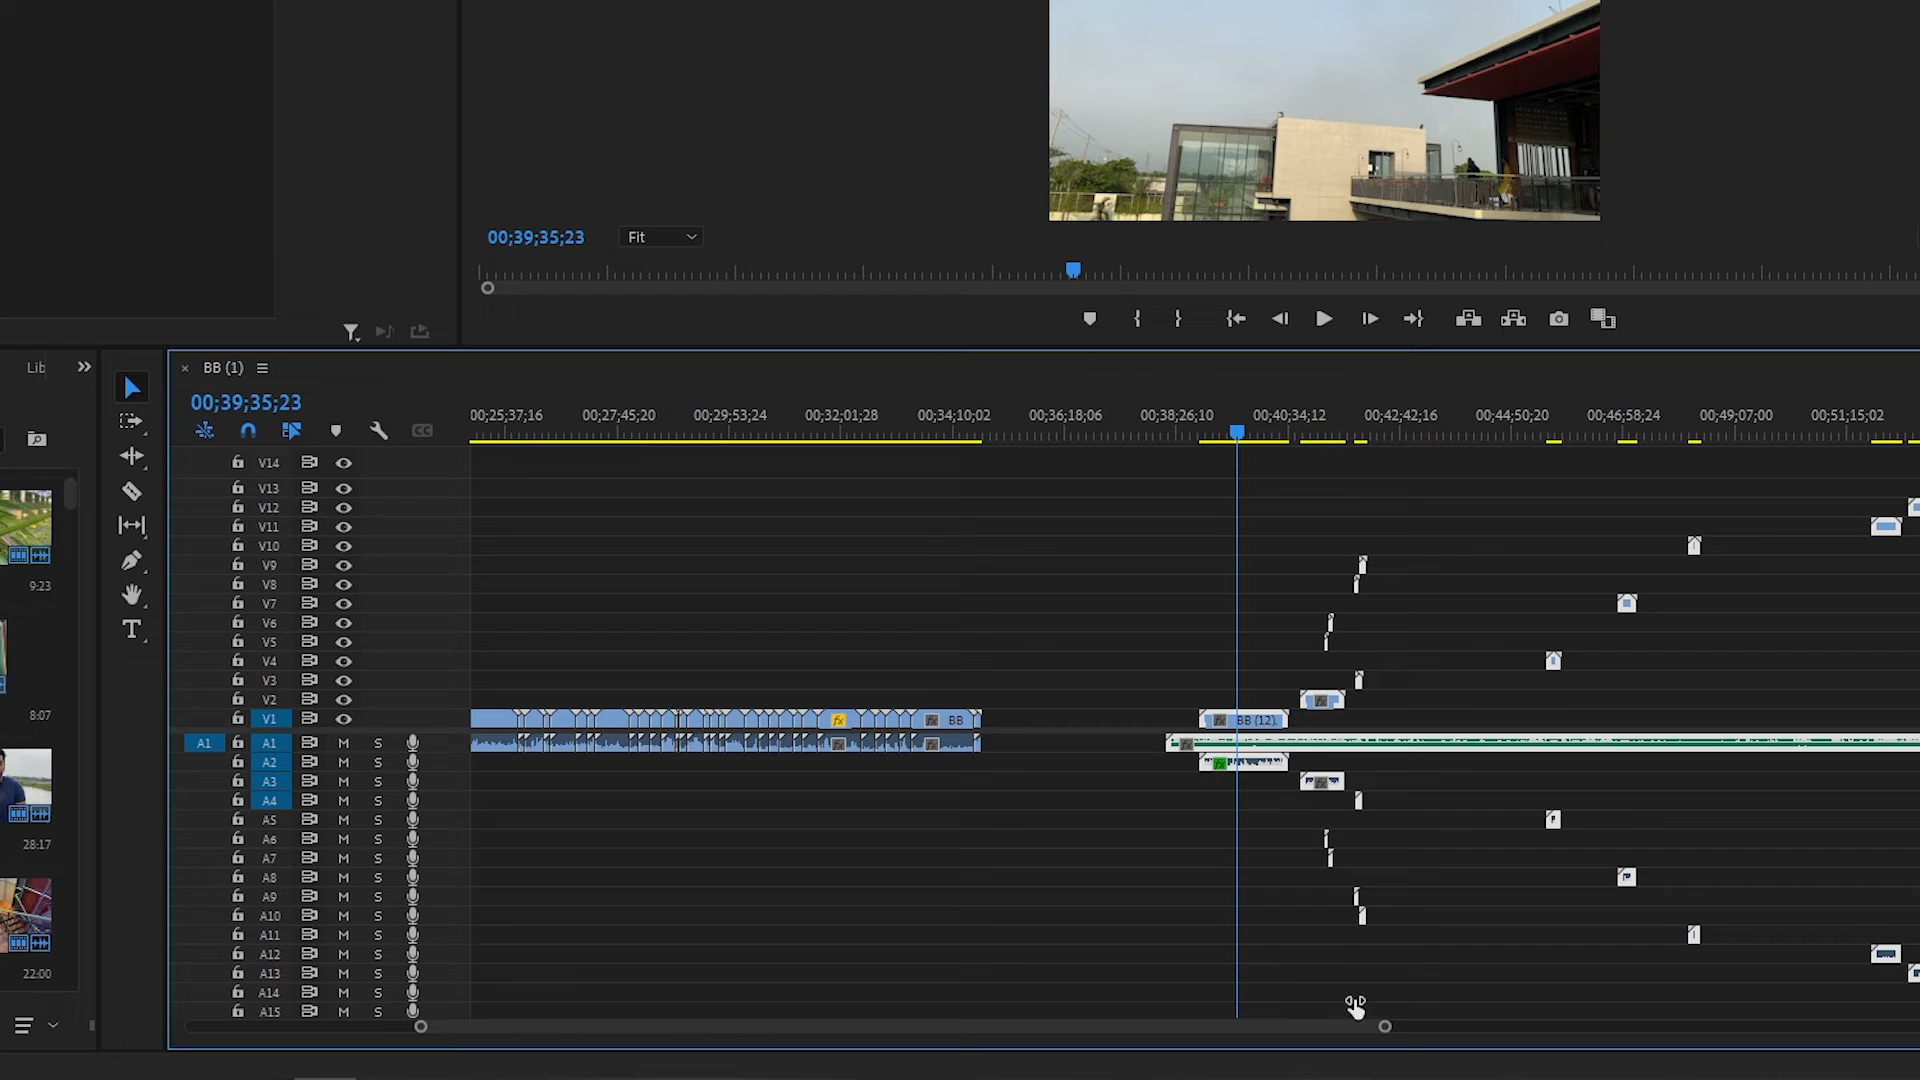 00;39;35;23 Fit
Lib
BB (1)
00;39;35;23
00;25;37;16 00;27;45;20 00;29;53;24 00;32;01;28 00;34;10;02 00;36;18;06 00;38;26;10 00;40;34;12 00;42;42;16 00;44;50;20 00;46;58;24 00;49;07;00 00;51;15;02
V14
V13
V12
V11
V10
V9
V8
V7
V6
V5
V4
V3
V2
V1 fx fx BB fx BB (12).
A1 A1 M S
A2 M S
A3 M S
A4 M S
A5 M S
A6 M S
A7 M S
A8 M S
A9 M S
A10 M S
A11 M S
A12 M S
A13 M S
A14 M S
A15 M S
9:23
8:07
28:17
22:00
T